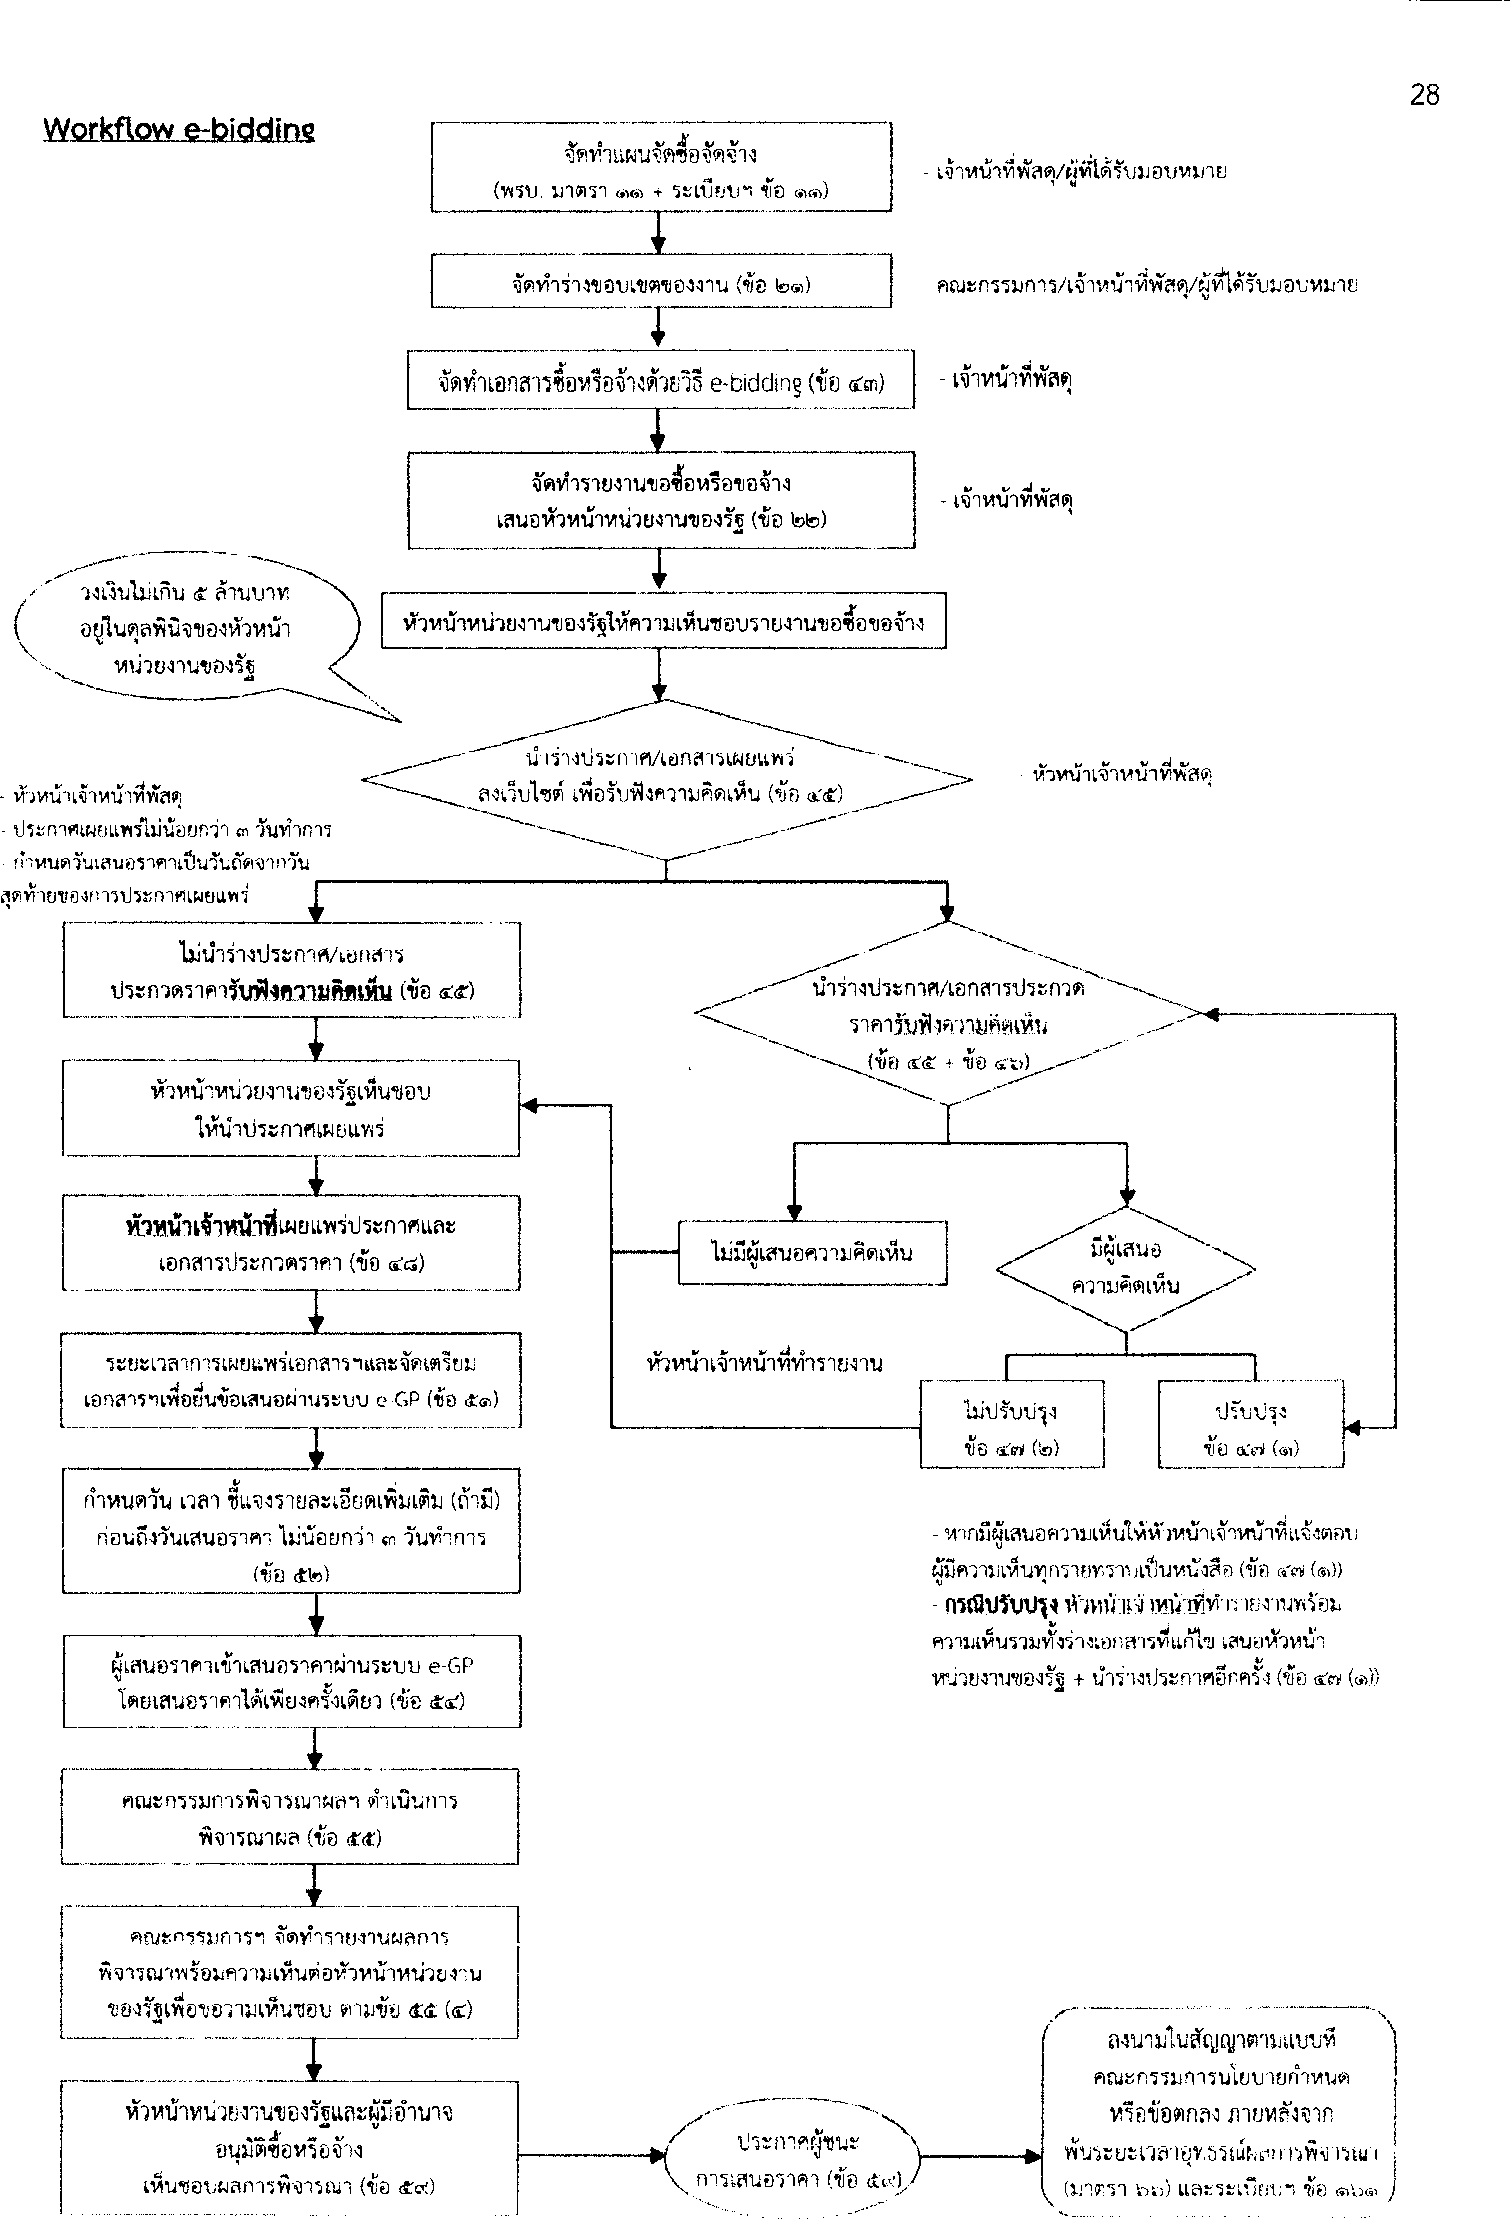 28
Workflow e-bidding
จัดทำแผนจัดซื้อจัดจ้าง
(พรบ. มาตรา ๑๑ + ระเบียบฯ ข้อ ๑๑)
- เจ้าหน้าที่พัสดุ/ผู้ที่ได้รับมอบหมาย
จัดทำร่างขอบเขตของงาน (ข้อ ๒๑)
คณะกรรมการ/เจ้าหน้าที่พัสดุ/ผู้ที่ได้รับมอบหมาย
จัดทำเอกสารซื้อหรือจ้างด้วยวิธี e-bidding (ข้อ ๔๓)
- เจ้าหน้าที่พัสดุ
จัดทำรายงานขอซื้อหรือขอจ้าง
เสนอหัวหน้าหน่วยงานของรัฐ (ข้อ ๒๒)
- เจ้าหน้าที่พัสดุ
วงเงินไม่เกิน ๕ ล้านบาท
อยู่ในดุลพินิจของหัวหน้า
หน่วยงานของรัฐ
หัวหน้าหน่วยงานของรัฐให้ความเห็นชอบรายงานขอซื้อขอจ้าง
นำร่างประกาศ/เอกสารเผยแพร่
ลงเว็บไซต์ เพื่อรับฟังความคิดเห็น (ข้อ ๔๕)
- หัวหน้าเจ้าหน้าที่พัสดุ
- หัวหน้าเจ้าหน้าที่พัสดุ
- ประกาศเผยแพร่ไม่น้อยกว่า ๓ วันทำการ
- กำหนดวันเสนอราคาเป็นวันถัดจากวัน
สุดท้ายของการประกาศเผยแพร่
ไม่นำร่างประกาศ/เอกสาร
ประกวดราคารับฟังความคิดเห็น (ข้อ ๔๕)
นำร่างประกาศ/เอกสารประกวด
ราคารับฟังความคิดเห็น
(ข้อ ๔๕ + ข้อ ๔๖)
หัวหน้าหน่วยงานของรัฐเห็นชอบ
ให้นำประกาศเผยแพร่
หัวหน้าเจ้าหน้าที่เผยแพร่ประกาศและ
เอกสารประกวดราคา (ข้อ ๔๘)
ไม่มีผู้เสนอความคิดเห็น
มีผู้เสนอ
ความคิดเห็น
ระยะเวลาการเผยแพร่เอกสารฯและจัดเตรียม
เอกสารฯเพื่อยื่นข้อเสนอผ่านระบบ e-GP (ข้อ ๕๑)
หัวหน้าเจ้าหน้าที่ทำรายงาน
ไม่ปรับปรุง
ข้อ ๔๗ (๒)
ปรับปรุง
ข้อ ๔๗ (๑)
กำหนดวัน เวลา ชี้แจงรายละเอียดเพิ่มเติม (ถ้ามี)
ก่อนถึงวันเสนอราคา ไม่น้อยกว่า ๓ วันทำการ
(ข้อ ๕๒)
- หากมีผู้เสนอความเห็นให้หัวหน้าเจ้าหน้าที่แจ้งตอบ
ผู้มีความเห็นทุกรายทราบเป็นหนังสือ (ข้อ ๔๗ (๑))
- กรณีปรับปรุง หัวหน้าเจ้าหน้าที่ทำรายงานพร้อม
ความเห็นรวมทั้งร่างเอกสารที่แก้ไข เสนอหัวหน้า
หน่วยงานของรัฐ + นำร่างประกาศอีกครั้ง (ข้อ ๔๗ (๑))
ผู้เสนอราคาเข้าเสนอราคาผ่านระบบ e-GP
โดยเสนอราคาได้เพียงครั้งเดียว (ข้อ ๕๔)
คณะกรรมการพิจารณาผลฯ ดำเนินการ
พิจารณาผล (ข้อ ๕๕)
คณะกรรมการฯ จัดทำรายงานผลการ
พิจารณาพร้อมความเห็นต่อหัวหน้าหน่วยงาน
ของรัฐเพื่อขอความเห็นชอบ ตามข้อ ๕๕ (๔)
หัวหน้าหน่วยงานของรัฐและผู้มีอำนาจ
อนุมัติซื้อหรือจ้าง
เห็นชอบผลการพิจารณา (ข้อ ๕๙)
ประกาศผู้ชนะ
การเสนอราคา (ข้อ ๕๙)
ลงนามในสัญญาตามแบบที่
คณะกรรมการนโยบายกำหนด
หรือข้อตกลง ภายหลังจาก
พ้นระยะเวลาอุทธรณ์ผลการพิจารณา
(มาตรา ๖๖) และระเบียบฯ ข้อ ๑๖๑